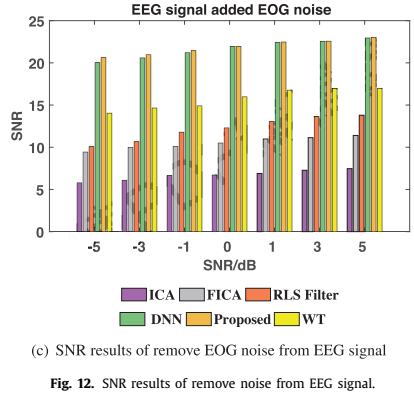 EEG signal added EOG noise
25
20
15
10
5
0
SNR
-5 -3 -1 0 1 3 5
SNR/dB
ICA FICA RLS Filter
DNN Proposed WT
(c) SNR results of remove EOG noise from EEG signal
Fig. 12. SNR results of remove noise from EEG signal.